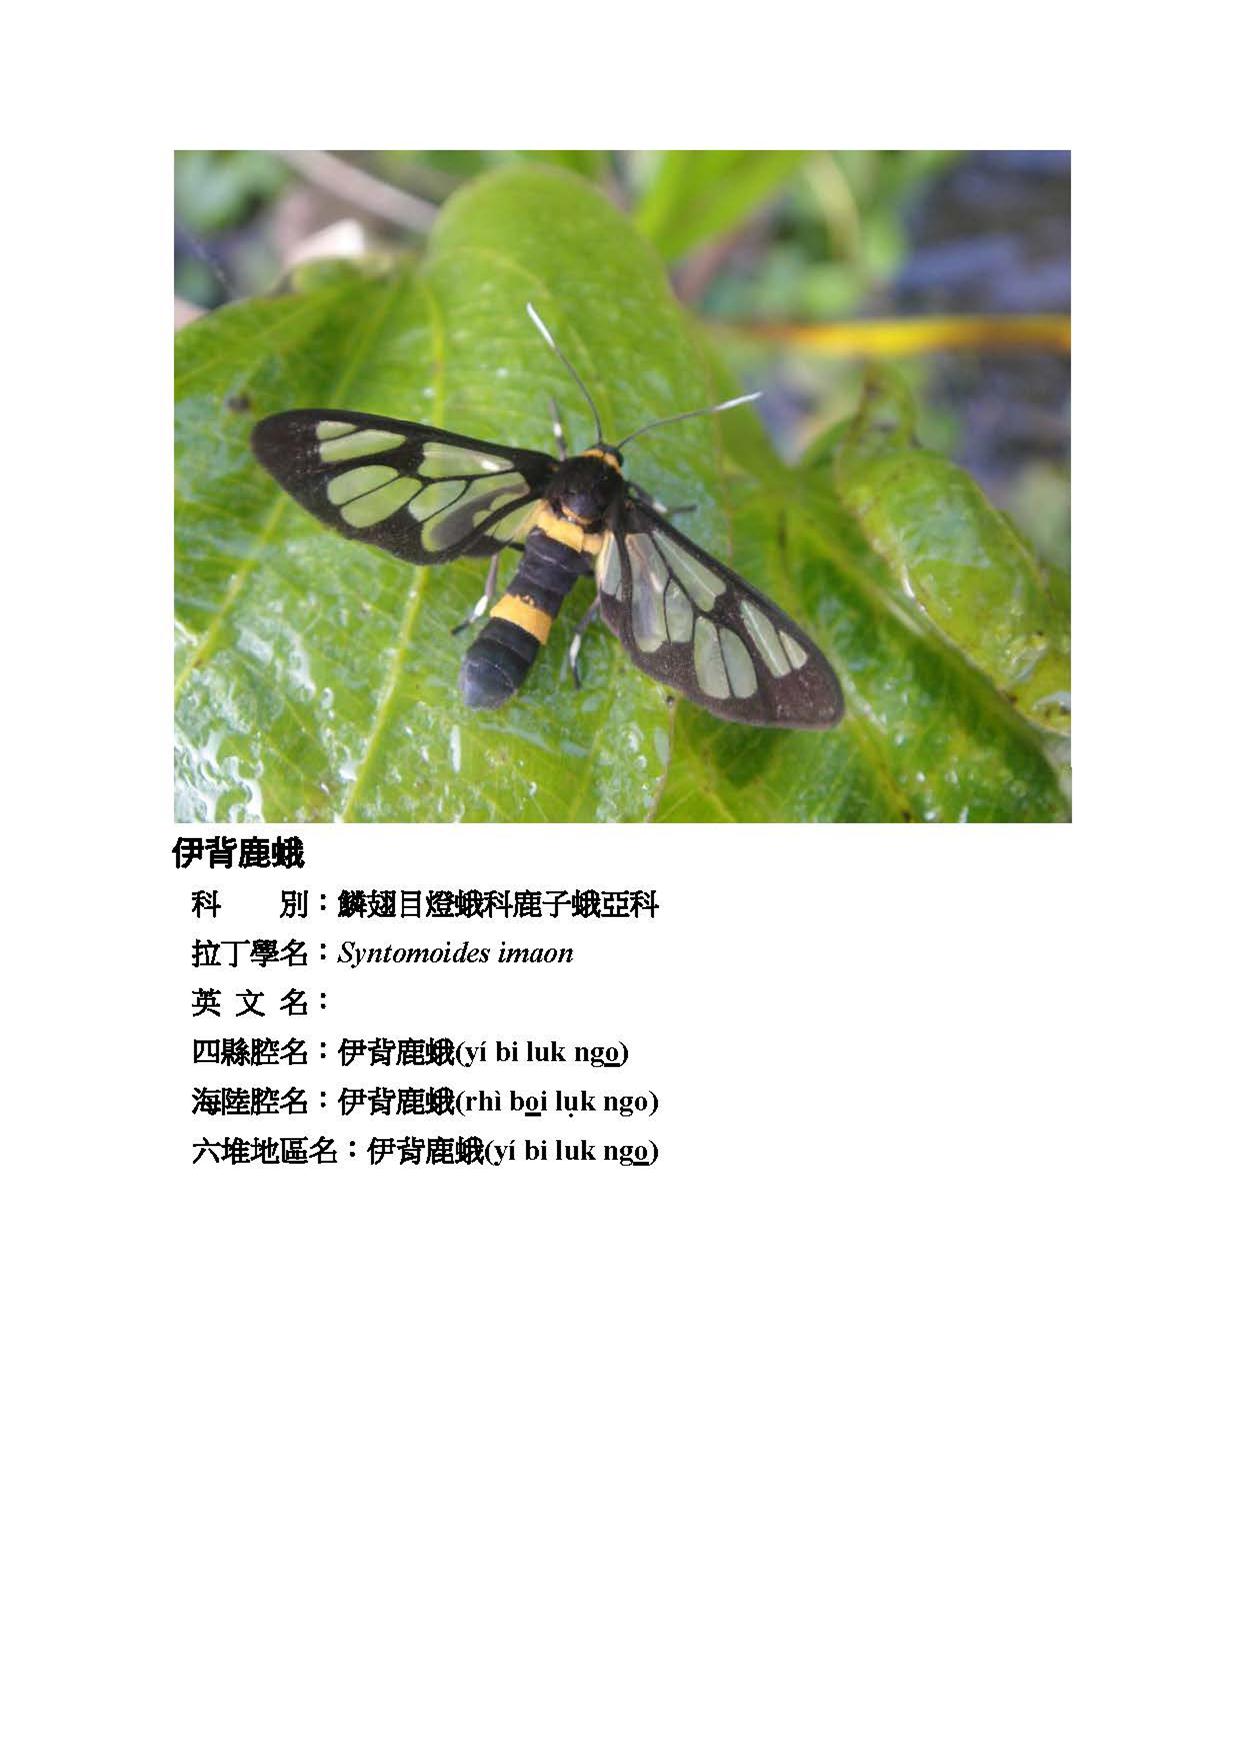 伊背鹿蛾
科　　別：鱗翅目燈蛾科鹿子蛾亞科
拉丁學名：Syntomoides imaon
英 文 名：
四縣腔名：伊背鹿蛾(yí bi luk ngo)
海陸腔名：伊背鹿蛾(rhì boi lụk ngo)
六堆地區名：伊背鹿蛾(yí bi luk ngo)